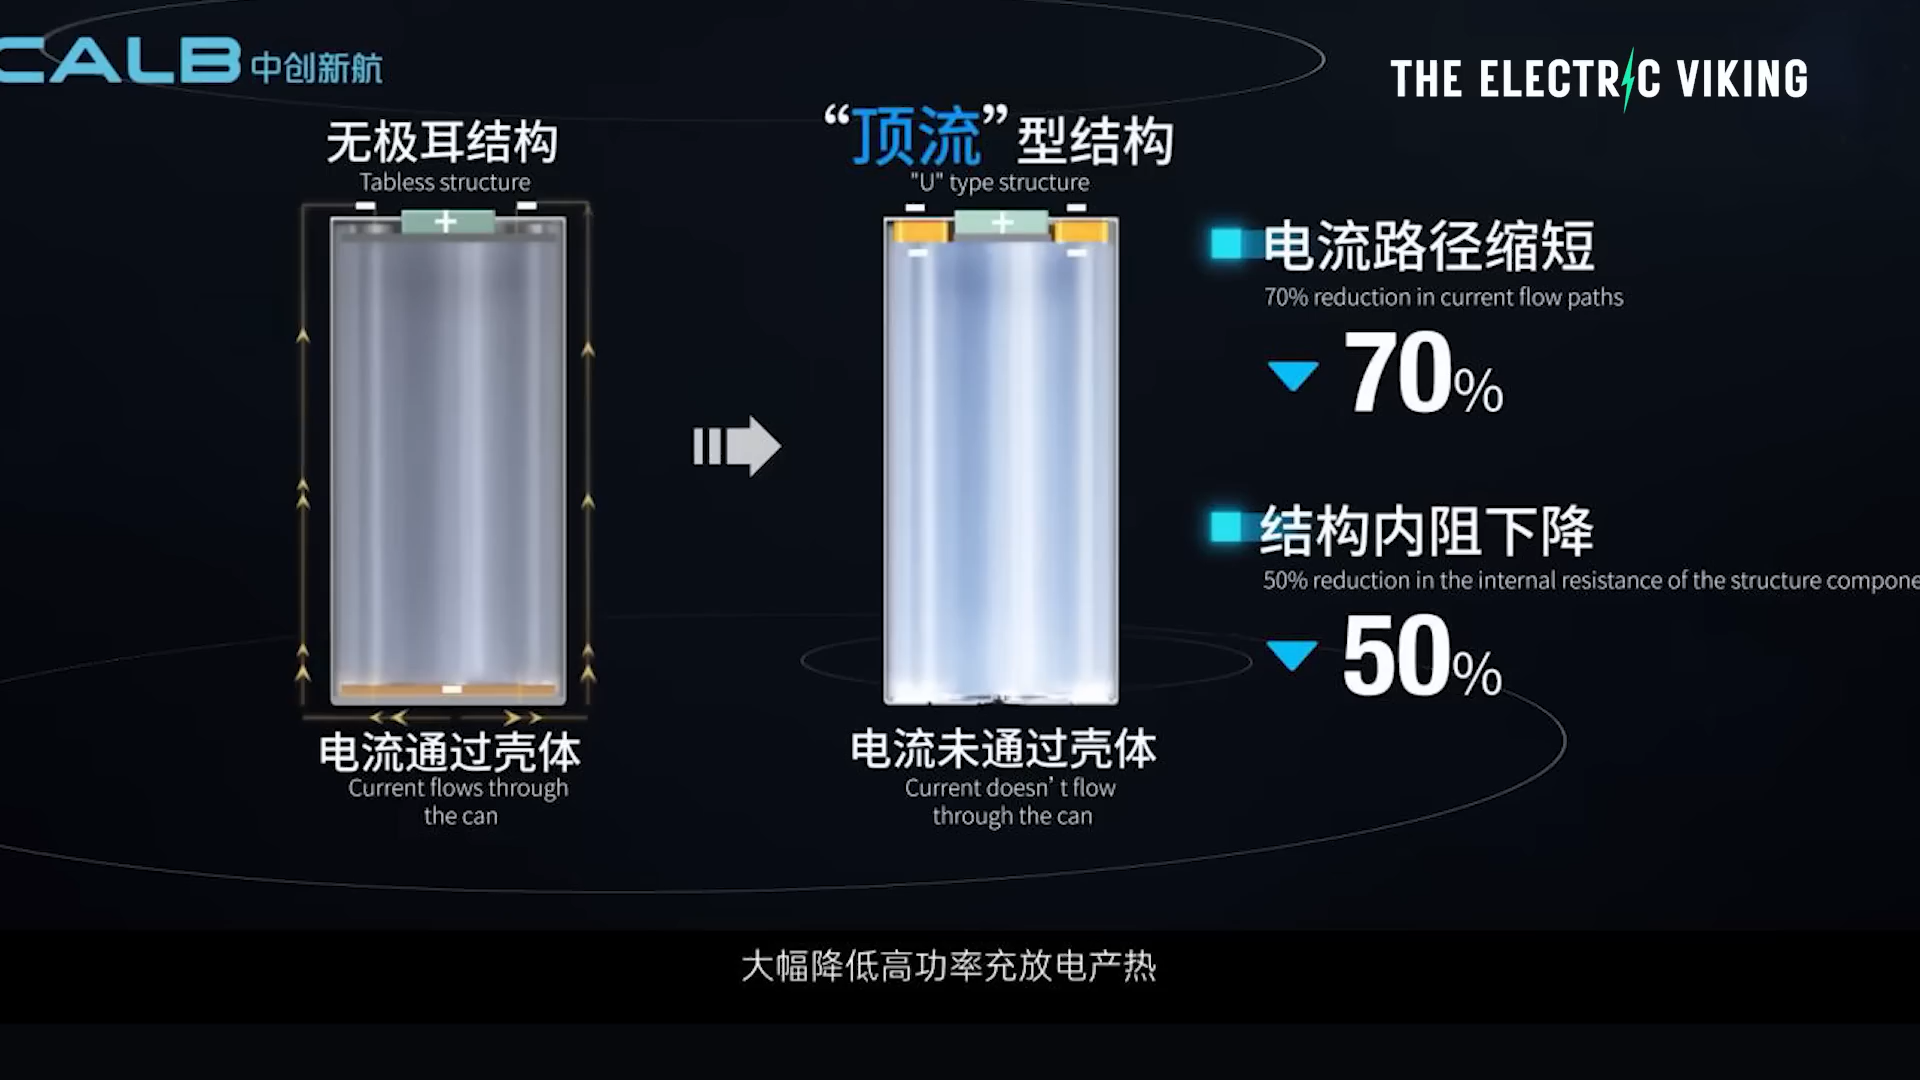 CALB 中创新航
THE ELECTRIC VIKING
无极耳结构
Tabless structure
“顶流”型结构
"U" type structure
电流路径缩短
70% reduction in current flow paths
70%
结构内阻下降
50% reduction in the internal resistance of the structure compone
50%
电流通过壳体
Current flows through
the can
电流未通过壳体
Current doesn’t flow
through the can
大幅降低高功率充放电产热